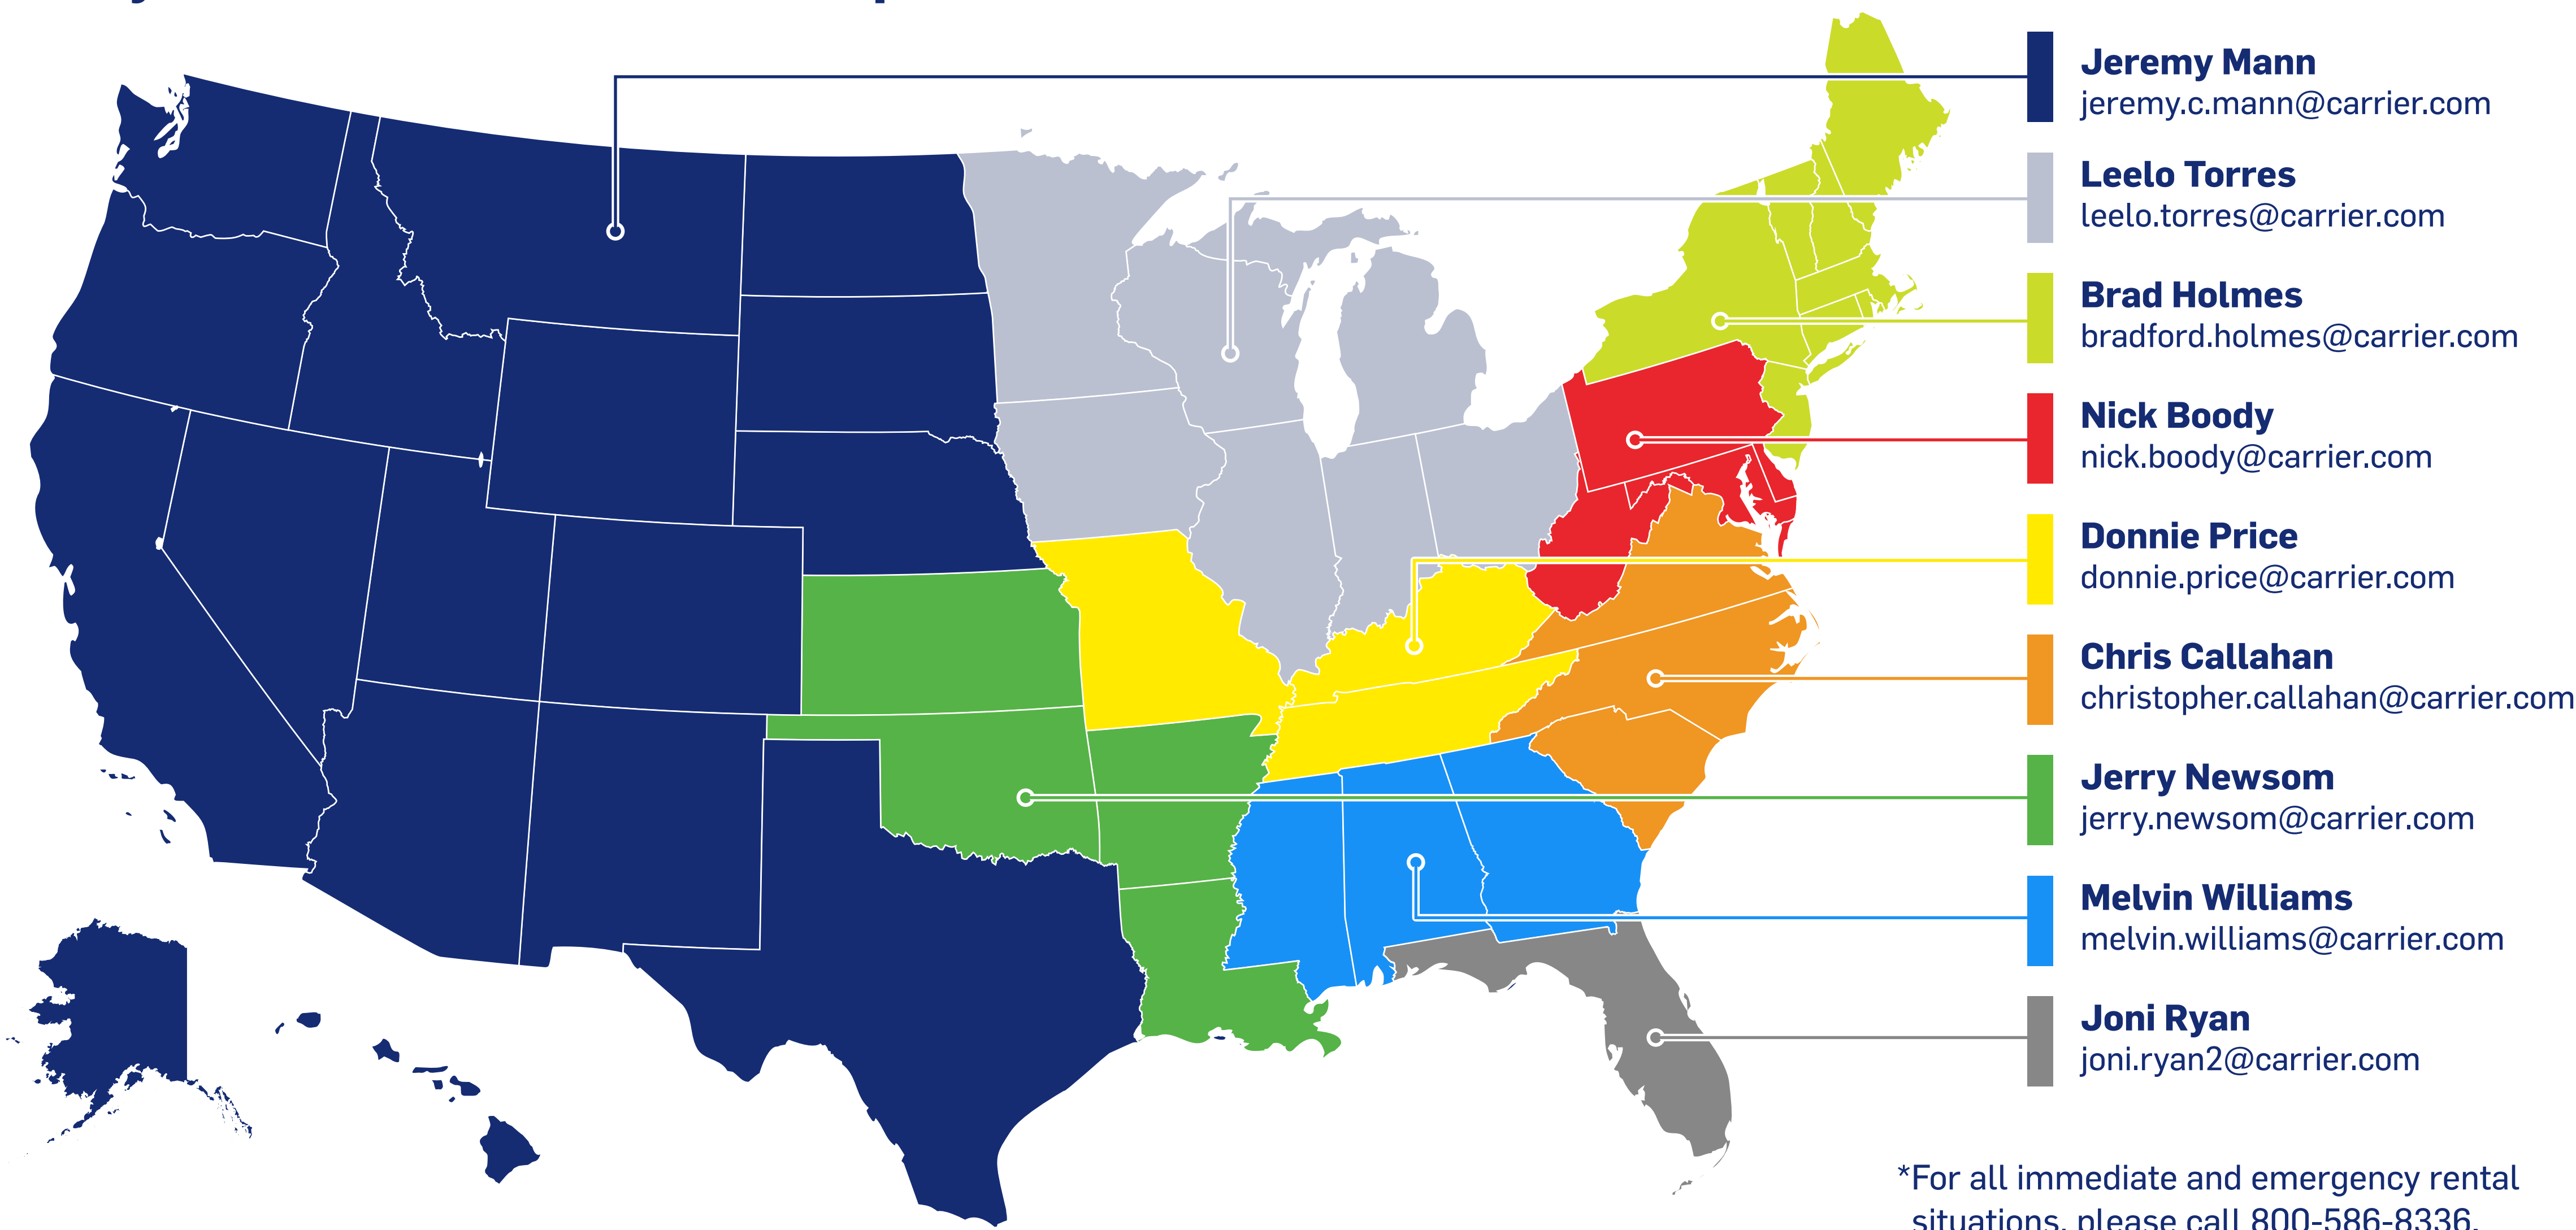 Jeremy Mann
jeremy.c.mann@carrier.com
Leelo Torres
leelo.torres@carrier.com
Brad Holmes
bradford.holmes@carrier.com
Nick Boody
nick.boody@carrier.com
Donnie Price
donnie.price@carrier.com
Chris Callahan
christopher.callahan@carrier.com
Jerry Newsom
jerry.newsom@carrier.com
Melvin Williams
melvin.williams@carrier.com
Joni Ryan
joni.ryan2@carrier.com
*For all immediate and emergency rental
situations, please call 800-586-8336.